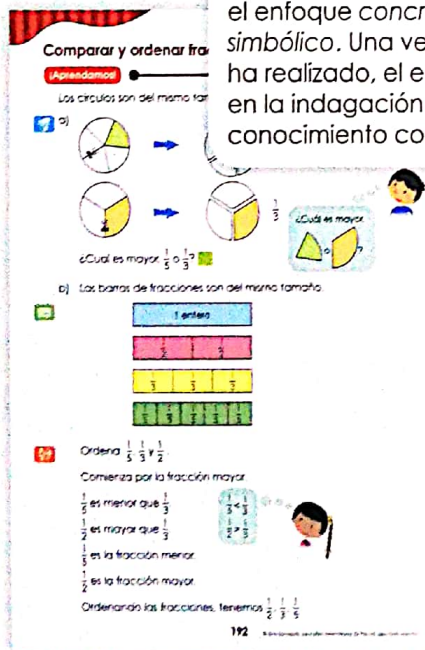 el enfoque concr
simbólico. Una ve
ha realizado, el e
en la indagación
conocimiento co
Comparar y ordenar fra
¡Aprendamos!
Los círculos son del mismo ta
a)
1/3
¿Cuál es mayor
o ?
¿Cuál es mayor, 1/5 o 1/3?
b) Las barras de fracciones son del mismo tamaño.
1 entero
1/3 1/3 1/3
Ordena 1/5, 1/3 y 1/2.
Comienza por la fracción mayor.
1/5 es menor que 1/3
1/2 es mayor que 1/3
1/5 < 1/3
1/2 > 1/3
1/5 es la fracción menor.
1/2 es la fracción mayor.
Ordenando las fracciones, tenemos 1/2, 1/3, 1/5
192